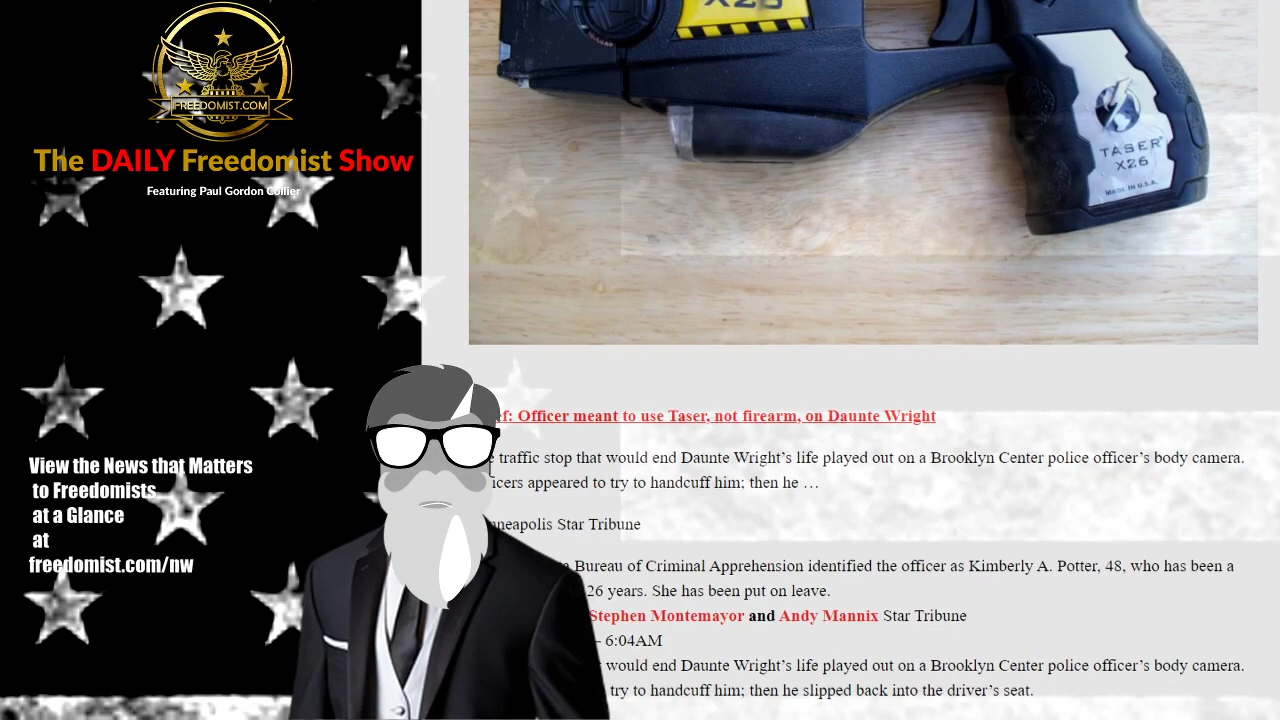 FREEDOMIST.COM
The DAILY Freedomist Show
Featuring Paul Gordon Collier
View the News that Matters
to Freedomists
at a Glance
at
freedomist.com/nw
X26
TASER
X26
MADE IN U.S.A.
Officer meant to use Taser, not firearm, on Daunte Wright
traffic stop that would end Daunte Wright’s life played out on a Brooklyn Center police officer’s body camera.
appeared to try to handcuff him; then he …
Star Tribune
Bureau of Criminal Apprehension identified the officer as Kimberly A. Potter, 48, who has been a
26 years. She has been put on leave.
Stephen Montemayor and Andy Mannix Star Tribune
– 6:04AM
would end Daunte Wright’s life played out on a Brooklyn Center police officer’s body camera.
try to handcuff him; then he slipped back into the driver’s seat.